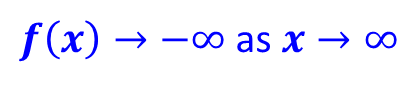 f(x) → −∞ as x → ∞